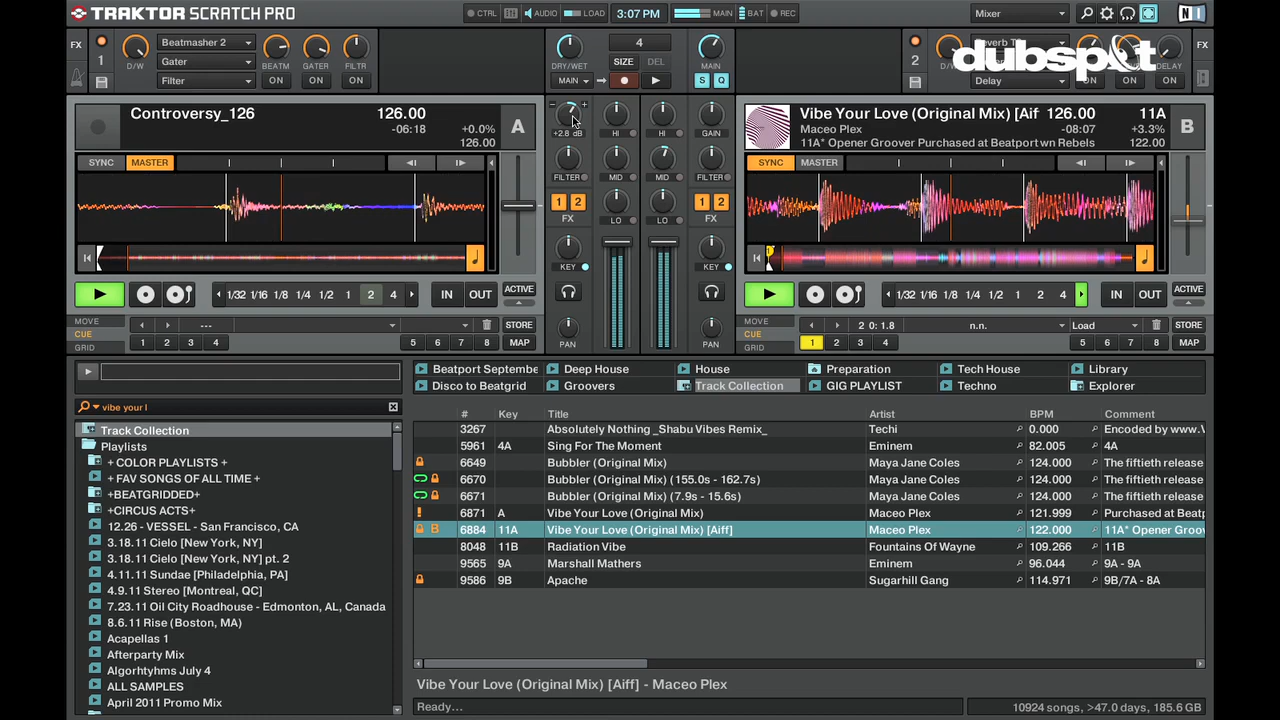 TRAKTOR SCRATCH PRO
CTRL AUDIO LOAD 3:07 PM MAIN BAT REC
Mixer
FX
1
D/W
Beatmasher 2
Gater
Filter
BEATM GATER FILTR
ON ON ON
DRY/WET
4
SIZE DEL
MAIN
MAIN
S Q
2
dubspot
Delay
DELAY
ON ON ON
FX
Controversy_126 126.00
-06:18 +0.0%
126.00
A
SYNC MASTER
+2.8 dB HI HI GAIN
FILTER MID MID FILTER
1 2 LO LO 1 2
FX FX
KEY KEY
PAN PAN
Vibe Your Love (Original Mix) [Aif 126.00 11A
Maceo Plex -08:07 +3.3%
11A* Opener Groover Purchased at Beatport wn Rebels 122.00
B
SYNC MASTER
1/32 1/16 1/8 1/4 1/2 1 2 4 IN OUT ACTIVE
1/32 1/16 1/8 1/4 1/2 1 2 4 IN OUT ACTIVE
MOVE
CUE --- STORE
GRID 1 2 3 4 5 6 7 8 MAP
MOVE
CUE 2 0: 1.8 n.n. Load STORE
GRID 1 2 3 4 5 6 7 8 MAP
Beatport Septembe Deep House House Preparation Tech House Library
Disco to Beatgrid Groovers Track Collection GIG PLAYLIST Techno Explorer
vibe your l
Track Collection
Playlists
+ COLOR PLAYLISTS +
+ FAV SONGS OF ALL TIME +
+BEATGRIDDED+
+CIRCUS ACTS+
12.26 - VESSEL - San Francisco, CA
3.18.11 Cielo [New York, NY]
3.18.11 Cielo [New York, NY] pt. 2
4.11.11 Sundae [Philadelphia, PA]
4.9.11 Stereo [Montreal, QC]
7.23.11 Oil City Roadhouse - Edmonton, AL, Canada
8.6.11 Rise (Boston, MA)
Acapellas 1
Afterparty Mix
Algorhtyhms July 4
ALL SAMPLES
April 2011 Promo Mix
# Key Title Artist BPM Comment
3267 Absolutely Nothing _Shabu Vibes Remix_ Techi 0.000 Encoded by www.V
5961 4A Sing For The Moment Eminem 82.005 4A
6649 Bubbler (Original Mix) Maya Jane Coles 124.000 The fiftieth release
6670 Bubbler (Original Mix) (155.0s - 162.7s) Maya Jane Coles 124.000 The fiftieth release
6671 Bubbler (Original Mix) (7.9s - 15.6s) Maya Jane Coles 124.000 The fiftieth release
6871 A Vibe Your Love (Original Mix) Maceo Plex 121.999 Purchased at Beatp
B 6884 11A Vibe Your Love (Original Mix) [Aiff] Maceo Plex 122.000 11A* Opener Groov
8048 11B Radiation Vibe Fountains Of Wayne 109.266 11B
9565 9A Marshall Mathers Eminem 96.044 9A - 9A
9586 9B Apache Sugarhill Gang 114.971 9B/7A - 8A
Vibe Your Love (Original Mix) [Aiff] - Maceo Plex
Ready... 10924 songs, >47.0 days, 185.6 GB